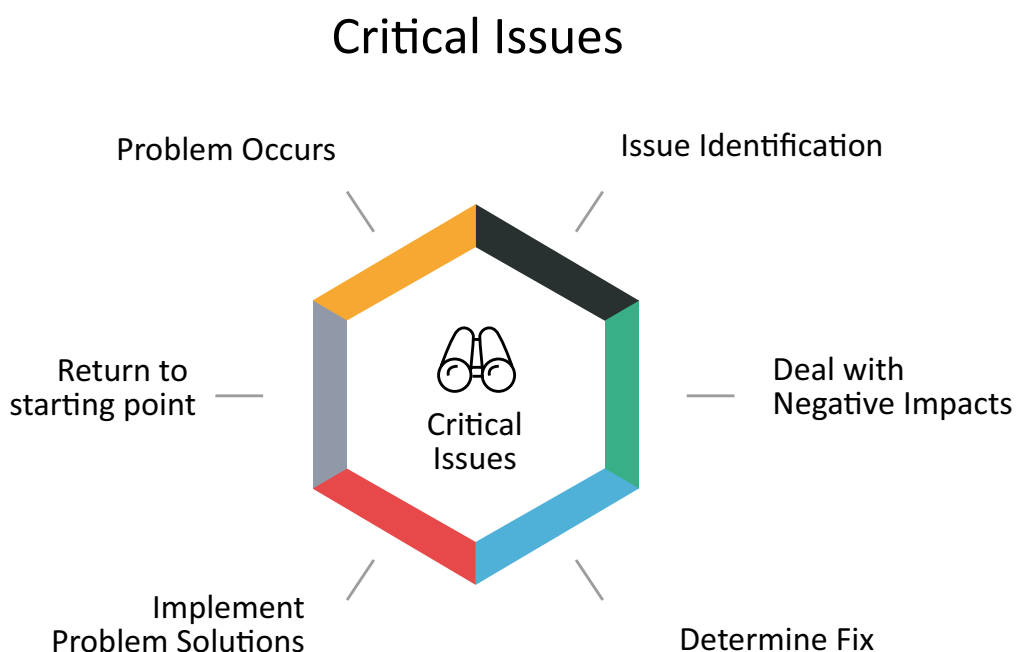 Critical Issues
Problem Occurs
Issue Identification
Return to
starting point
Critical
Issues
Deal with
Negative Impacts
Implement
Problem Solutions
Determine Fix